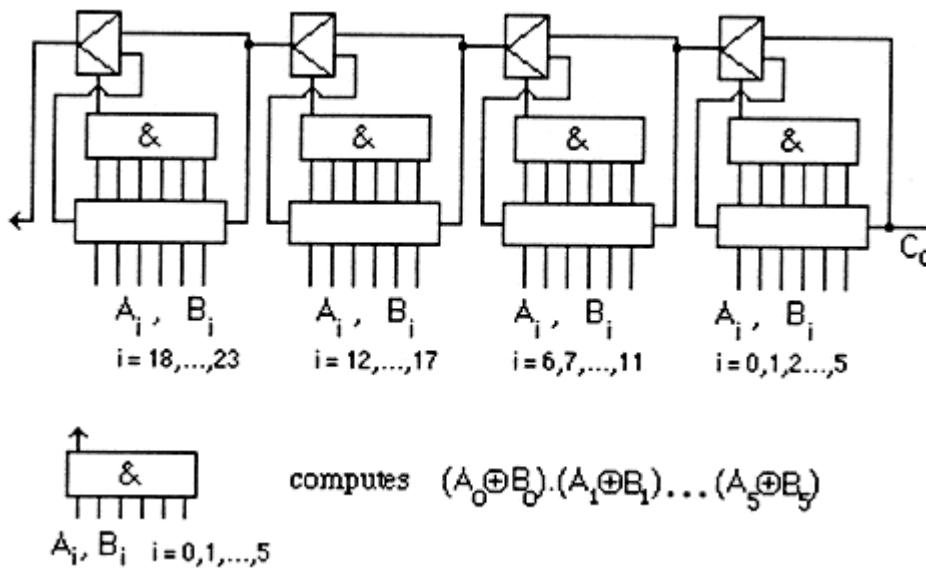 & & & &
C₀
Aᵢ , Bᵢ Aᵢ , Bᵢ Aᵢ , Bᵢ Aᵢ , Bᵢ
i = 18,...,23 i = 12,...,17 i = 6,7,...,11 i = 0,1,2...,5
&
computes (A₀⊕B₀).(A₁⊕B₁)...(A₅⊕B₅)
Aᵢ, Bᵢ i = 0,1,...,5